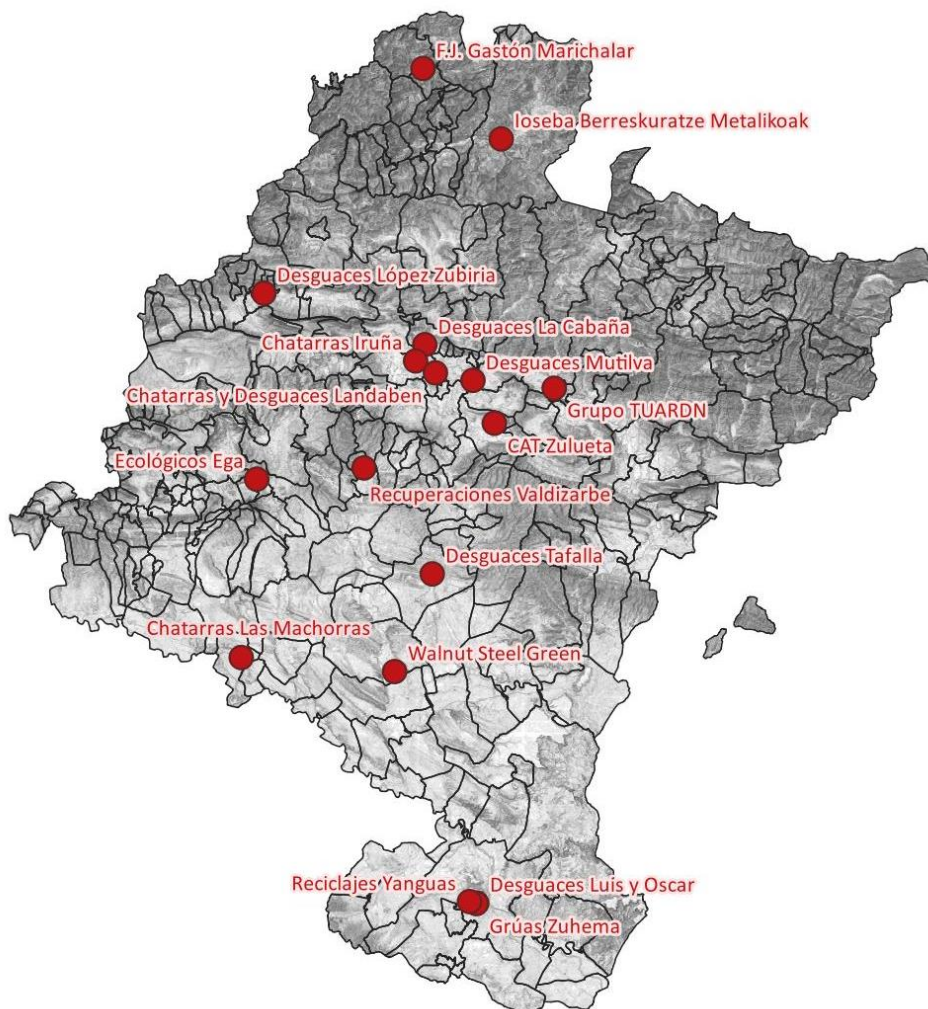 F.J. Gastón Marichalar
Ioseba Berreskuratze Metalikoak
Desguaces López Zubiria
Desguaces La Cabaña
Chatarras Iruña
Desguaces Mutilva
Chatarras y Desguaces Landaben
Grupo TUARDN
CAT Zulueta
Ecológicos Ega
Recuperaciones Valdizarbe
Desguaces Tafalla
Chatarras Las Machorras
Walnut Steel Green
Reciclajes Yanguas
Desguaces Luis y Oscar
Grúas Zuhema